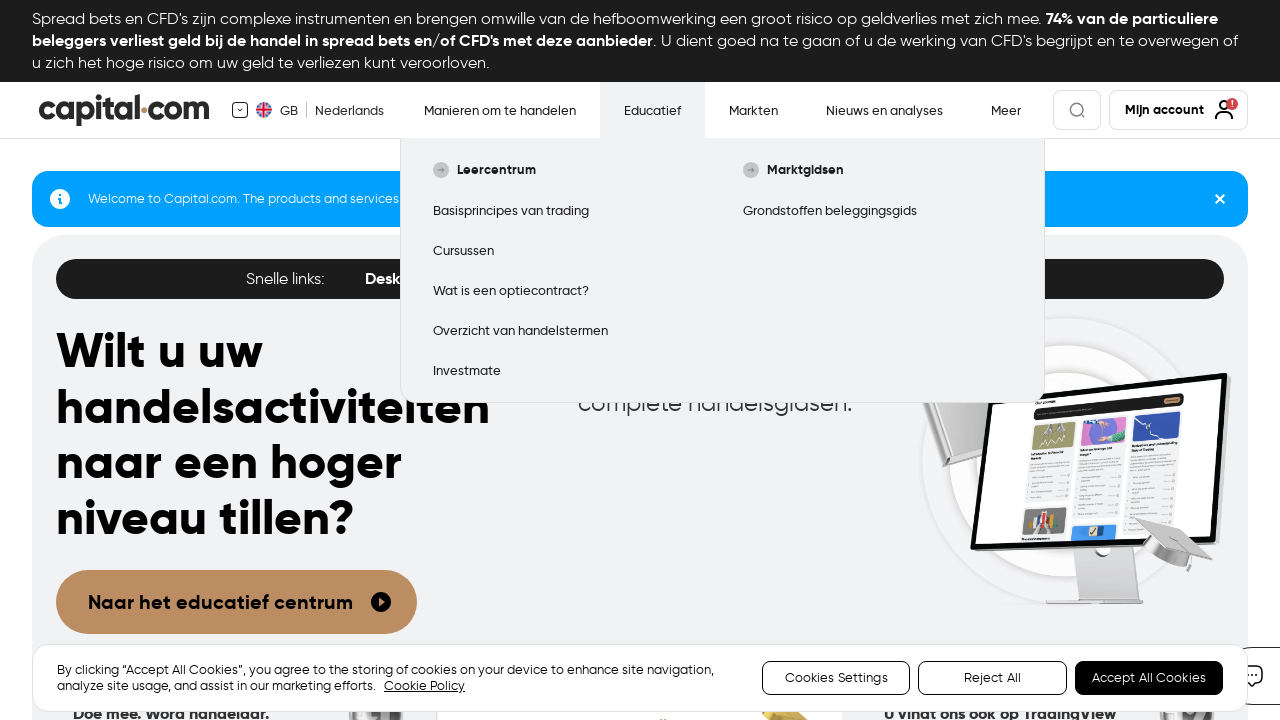 Spread bets en CFD's zijn complexe instrumenten en brengen omwille van de hefboomwerking een groot risico op geldverlies met zich mee. 74% van de particuliere
beleggers verliest geld bij de handel in spread bets en/of CFD's met deze aanbieder. U dient goed na te gaan of u de werking van CFD's begrijpt en te overwegen of
u zich het hoge risico om uw geld te verliezen kunt veroorloven.
capital.com
GB
Nederlands
Manieren om te handelen
Educatief
Markten
Nieuws en analyses
Meer
Mijn account
Leercentrum
Marktgidsen
Basisprincipes van trading
Grondstoffen beleggingsgids
Cursussen
Wat is een optiecontract?
Overzicht van handelstermen
Investmate
Welcome to Capital.com. The products and services
Snelle links:
Desk
Wilt u uw
handelsactiviteiten
naar een hoger
niveau tillen?
complete handelsgidsen.
Naar het educatief centrum
By clicking “Accept All Cookies”, you agree to the storing of cookies on your device to enhance site navigation,
analyze site usage, and assist in our marketing efforts. Cookie Policy
Cookies Settings
Reject All
Accept All Cookies
Doe mee. Word handelaar.
U vindt ons ook op TradingView